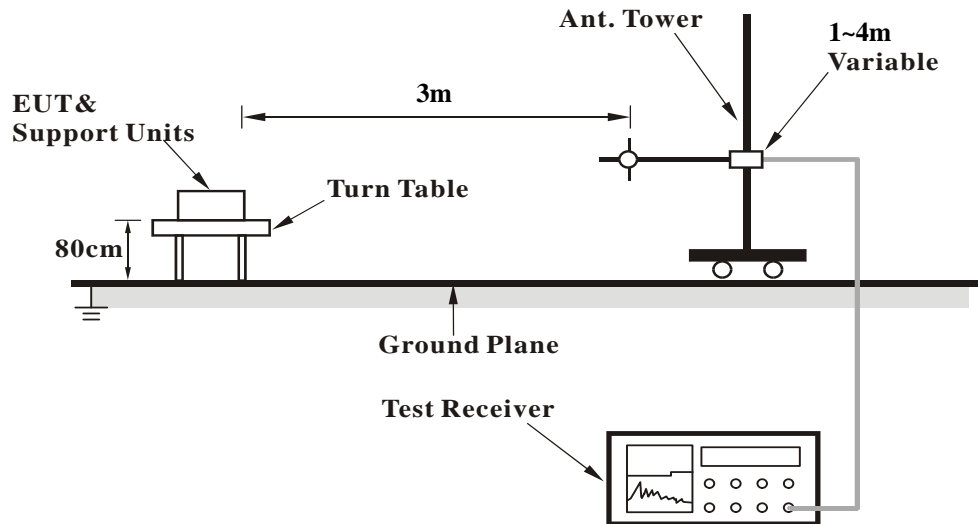 Ant. Tower
1~4m
Variable
3m
EUT&
Support Units
Turn Table
80cm
Ground Plane
Test Receiver